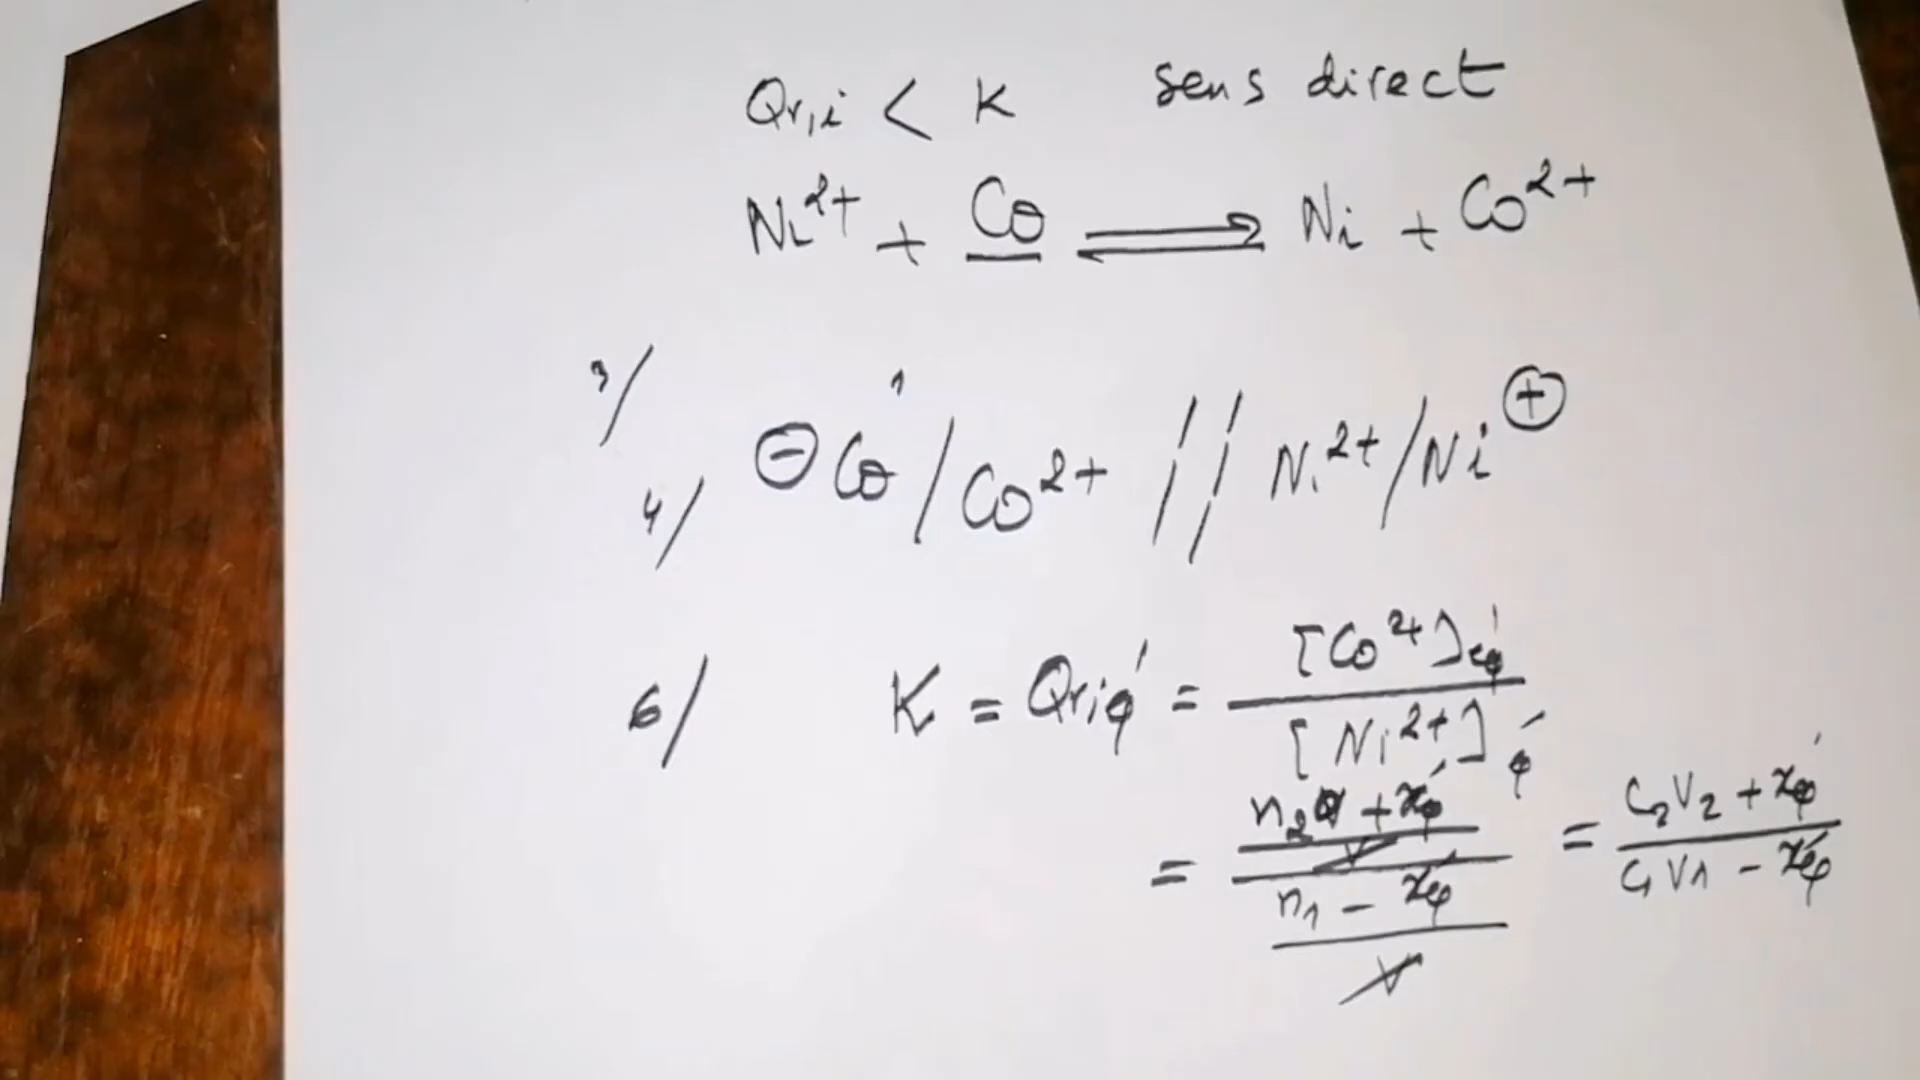 Qr,i < K sens direct
Ni²⁺ + Co ⇌ Ni + Co²⁺
3/
4/ ⊖ Co / Co²⁺ // Ni²⁺ / Ni ⊕
6/ K = Qr,éq = [Co²⁺]éq / [Ni²⁺]éq
= ((n₂ + xéq) / V) / ((n₁ - xéq) / V) = (C₂V₂ + xéq) / (C₁V₁ - xéq)